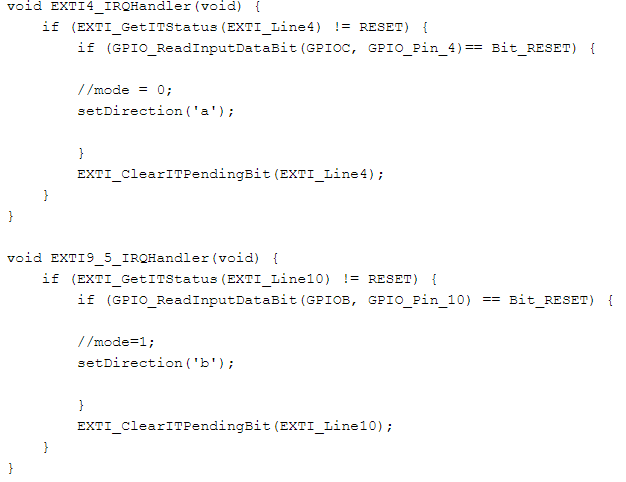 void EXTI4_IRQHandler(void) {
    if (EXTI_GetITStatus(EXTI_Line4) != RESET) {
        if (GPIO_ReadInputDataBit(GPIOC, GPIO_Pin_4)== Bit_RESET) {

        //mode = 0;
        setDirection('a');

        }
        EXTI_ClearITPendingBit(EXTI_Line4);
    }
}

void EXTI9_5_IRQHandler(void) {
    if (EXTI_GetITStatus(EXTI_Line10) != RESET) {
        if (GPIO_ReadInputDataBit(GPIOB, GPIO_Pin_10) == Bit_RESET) {

        //mode=1;
        setDirection('b');

        }
        EXTI_ClearITPendingBit(EXTI_Line10);
    }
}